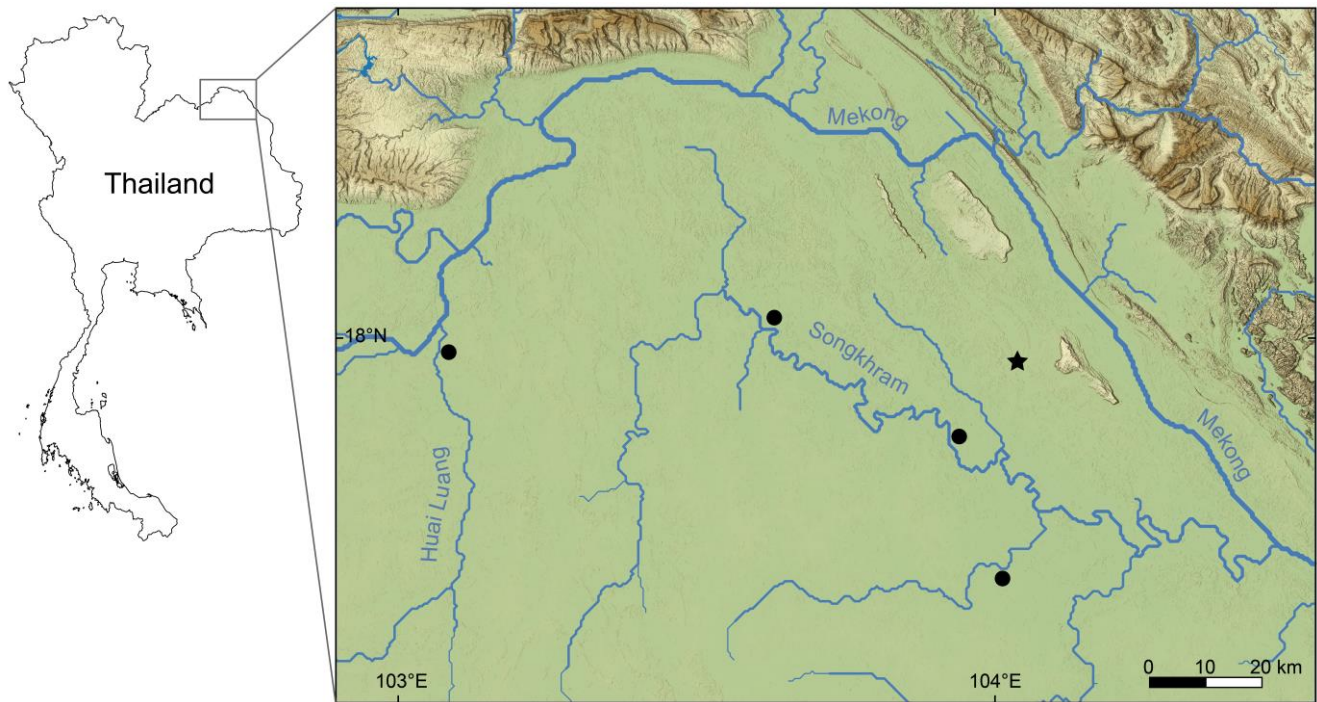 Thailand
Mekong
18°N
Songkhram
Mekong
Huai Luang
103°E
104°E
0 10 20 km